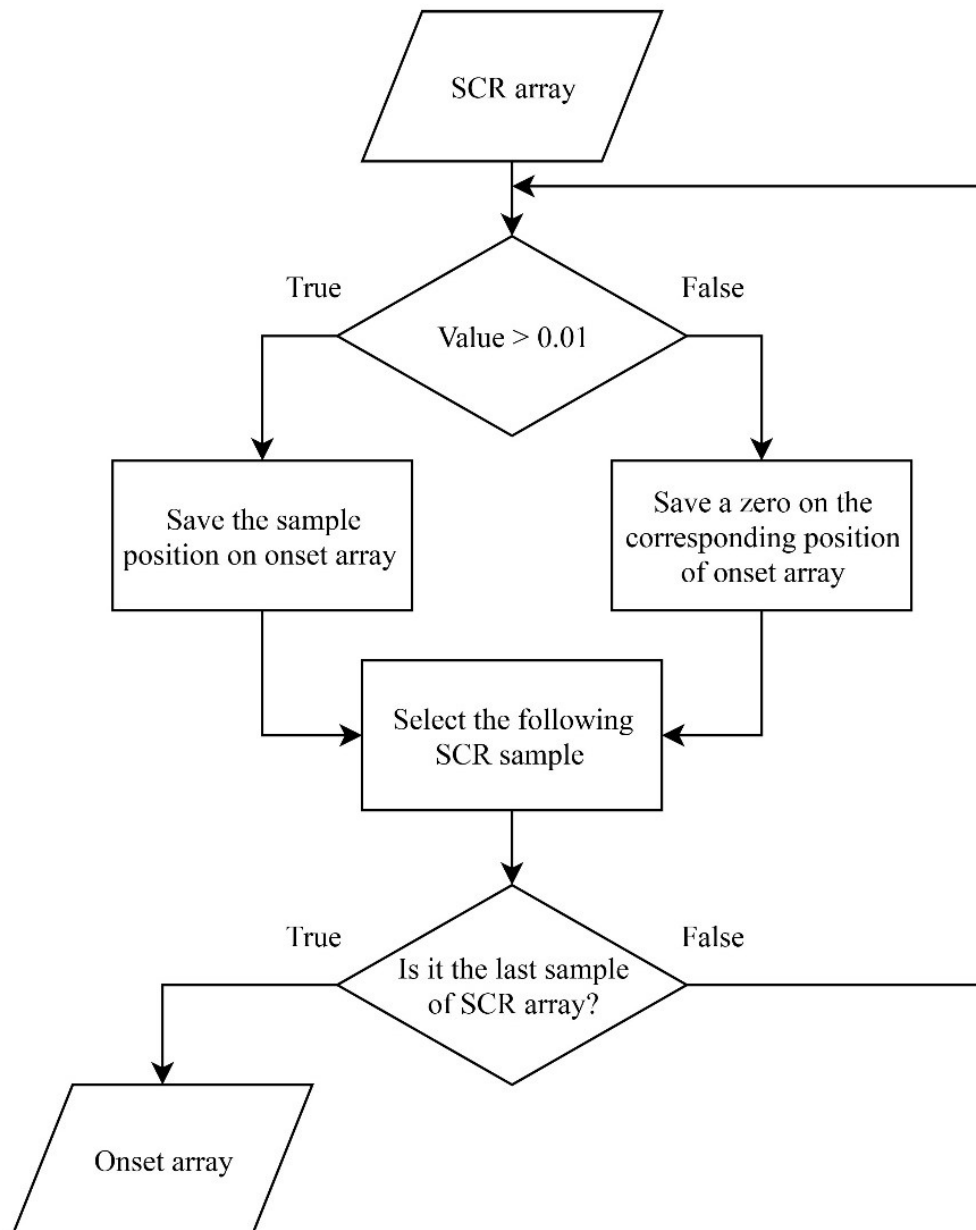 SCR array
True
False
Value > 0.01
Save the sample
position on onset array
Save a zero on the
corresponding position
of onset array
Select the following
SCR sample
True
False
Is it the last sample
of SCR array?
Onset array